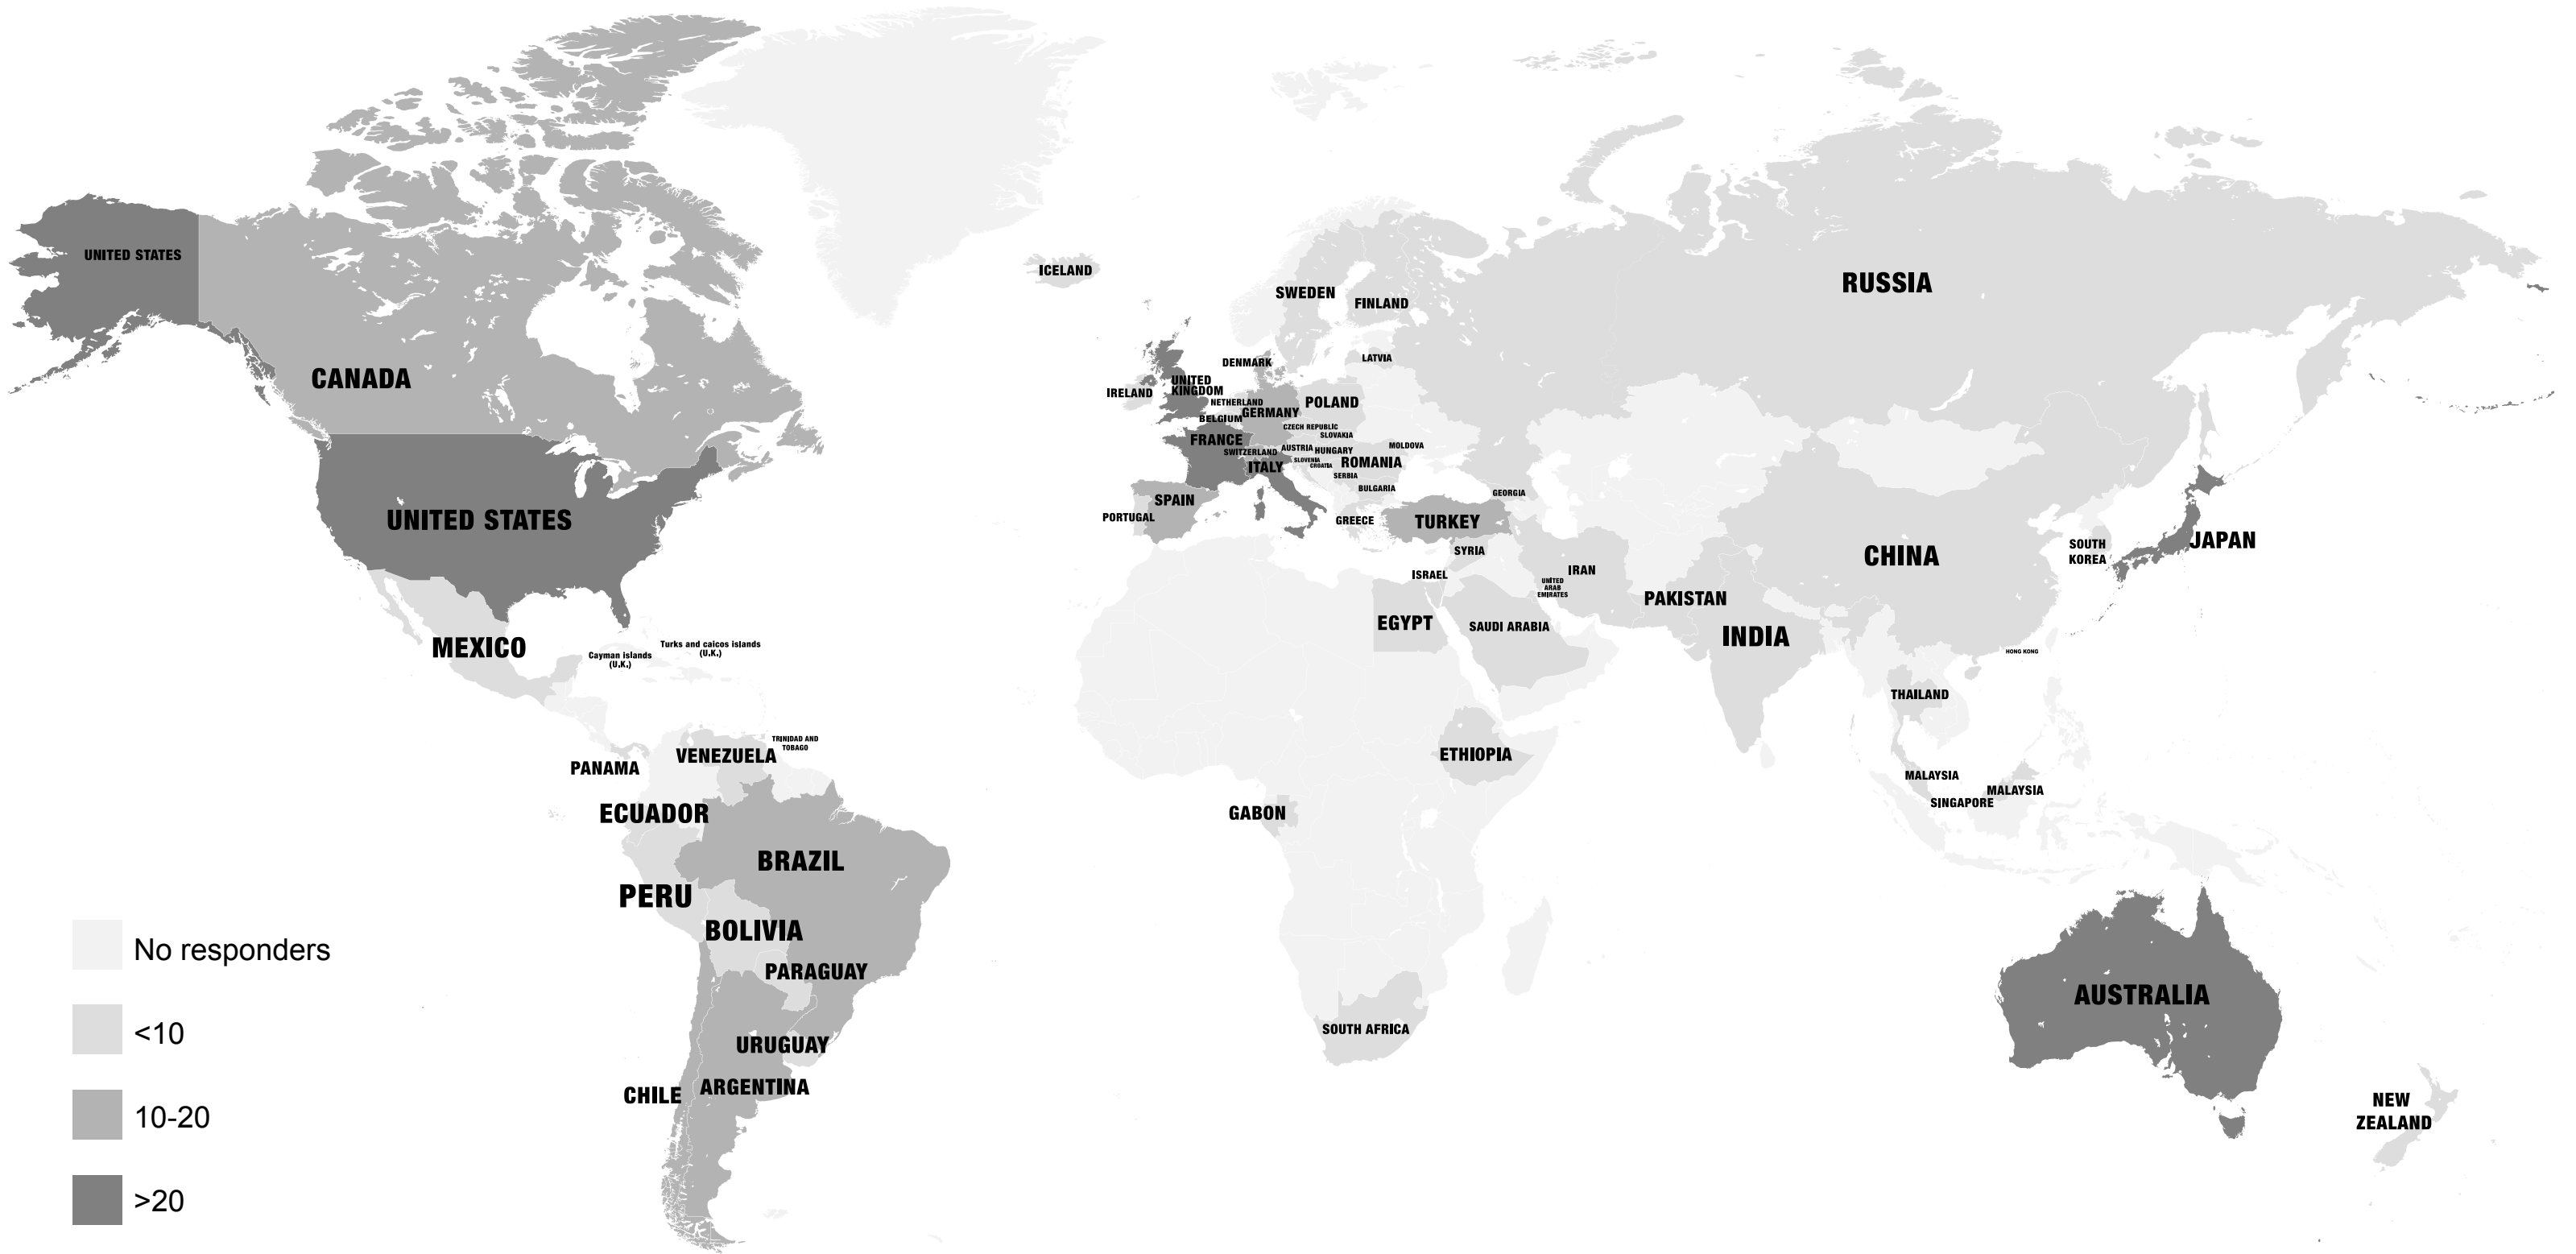 UNITED STATES
ICELAND
RUSSIA
SWEDEN
FINLAND
CANADA
DENMARK
LATVIA
IRELAND
UNITED
KINGDOM
NETHERLAND
BELGIUM
GERMANY
POLAND
CZECH REPUBLIC
SLOVAKIA
FRANCE
SWITZERLAND
AUSTRIA
HUNGARY
MOLDOVA
ITALY
SLOVENIA
CROATIA
ROMANIA
SERBIA
BULGARIA
GEORGIA
SPAIN
PORTUGAL
GREECE
TURKEY
UNITED STATES
SYRIA
ISRAEL
IRAN
UNITED
ARAB
EMIRATES
CHINA
SOUTH
KOREA
JAPAN
PAKISTAN
EGYPT
SAUDI ARABIA
INDIA
MEXICO
Cayman islands
(U.K.)
Turks and caicos islands
(U.K.)
HONG KONG
THAILAND
PANAMA
VENEZUELA
TRINIDAD AND
TOBAGO
ETHIOPIA
MALAYSIA
MALAYSIA
SINGAPORE
ECUADOR
GABON
BRAZIL
PERU
BOLIVIA
PARAGUAY
AUSTRALIA
SOUTH AFRICA
URUGUAY
CHILE
ARGENTINA
NEW
ZEALAND
No responders
<10
10-20
>20